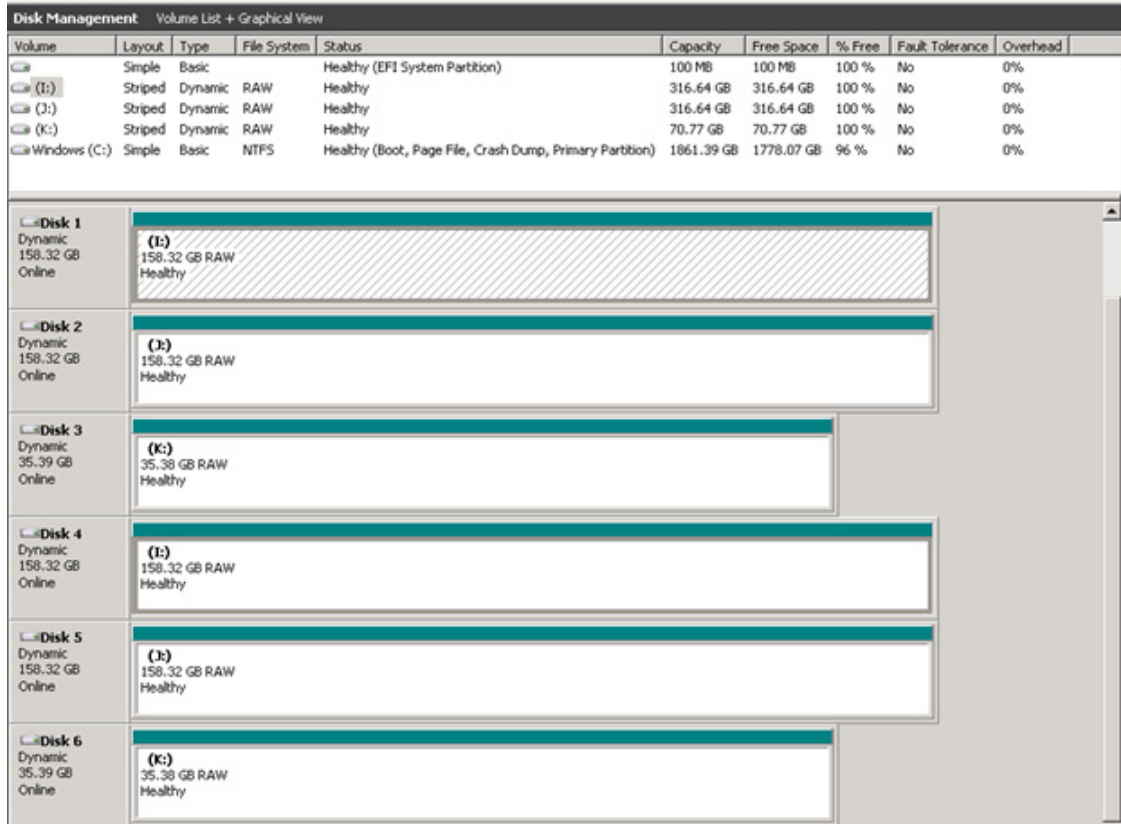 Disk Management Volume List + Graphical View
Volume Layout Type File System Status Capacity Free Space % Free Fault Tolerance Overhead
Simple Basic Healthy (EFI System Partition) 100 MB 100 MB 100 % No 0%
(I:) Striped Dynamic RAW Healthy 316.64 GB 316.64 GB 100 % No 0%
(J:) Striped Dynamic RAW Healthy 316.64 GB 316.64 GB 100 % No 0%
(K:) Striped Dynamic RAW Healthy 70.77 GB 70.77 GB 100 % No 0%
Windows (C:) Simple Basic NTFS Healthy (Boot, Page File, Crash Dump, Primary Partition) 1861.39 GB 1778.07 GB 96 % No 0%
Disk 1
Dynamic
158.32 GB
Online
(I:)
158.32 GB RAW
Healthy
Disk 2
Dynamic
158.32 GB
Online
(J:)
158.32 GB RAW
Healthy
Disk 3
Dynamic
35.39 GB
Online
(K:)
35.38 GB RAW
Healthy
Disk 4
Dynamic
158.32 GB
Online
(I:)
158.32 GB RAW
Healthy
Disk 5
Dynamic
158.32 GB
Online
(J:)
158.32 GB RAW
Healthy
Disk 6
Dynamic
35.39 GB
Online
(K:)
35.38 GB RAW
Healthy